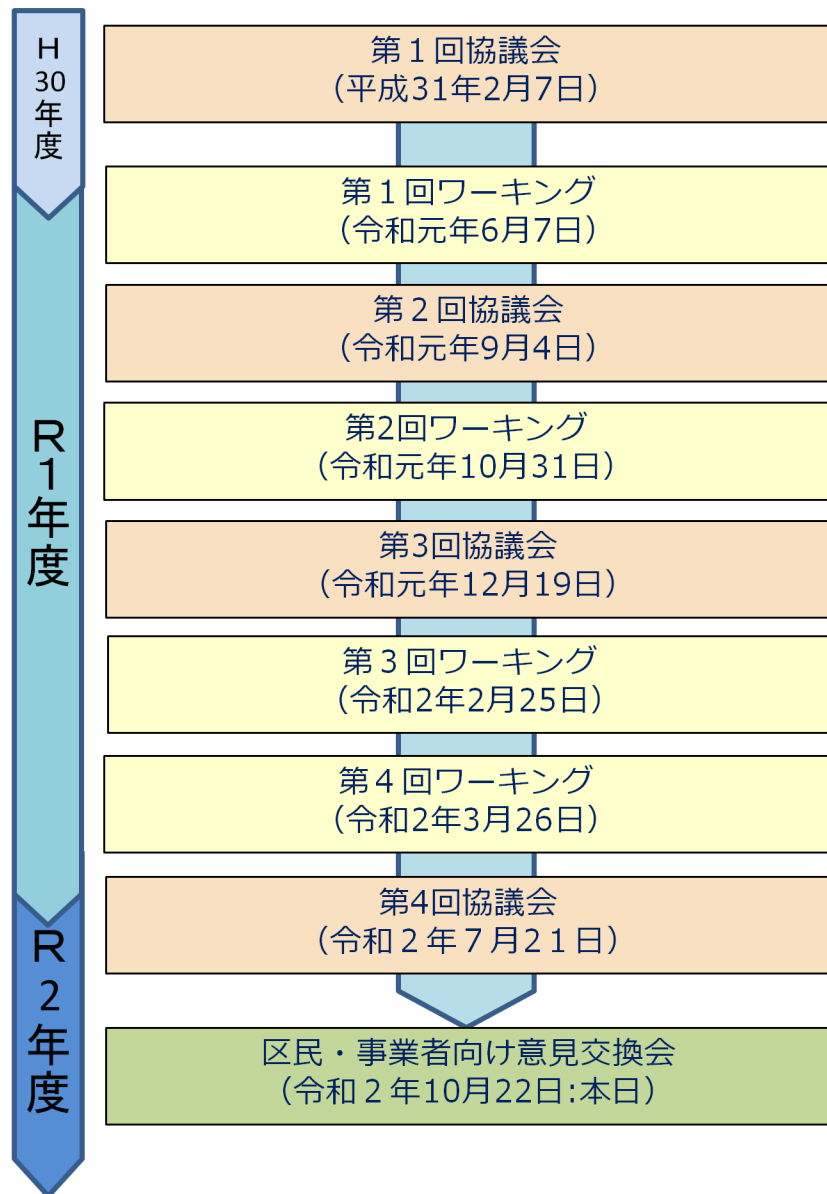 H
30
年
度
第１回協議会
（平成31年2月7日）
第１回ワーキング
（令和元年6月7日）
第２回協議会
（令和元年9月4日）
R
1
年
度
第2回ワーキング
（令和元年10月31日）
第3回協議会
（令和元年12月19日）
第３回ワーキング
（令和2年2月25日）
第４回ワーキング
（令和2年3月26日）
第4回協議会
（令和２年７月２１日）
R
2
年
度
区民・事業者向け意見交換会
（令和２年10月22日:本日）